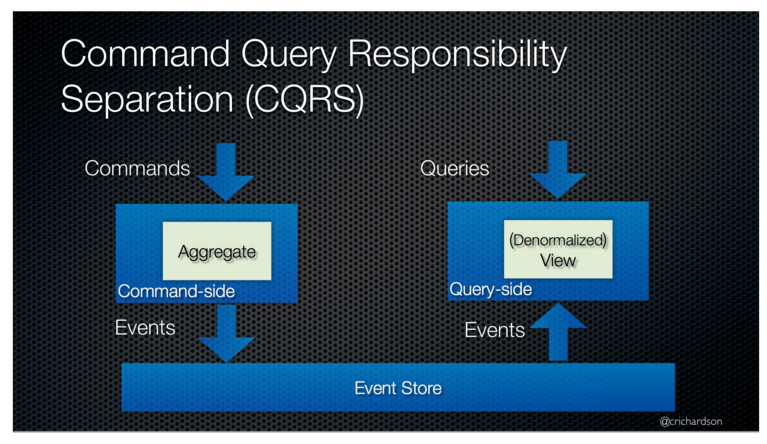 Command Query Responsibility
Separation (CQRS)
Commands
Queries
Aggregate
(Denormalized)
View
Command-side
Query-side
Events
Events
Event Store
@crichardson